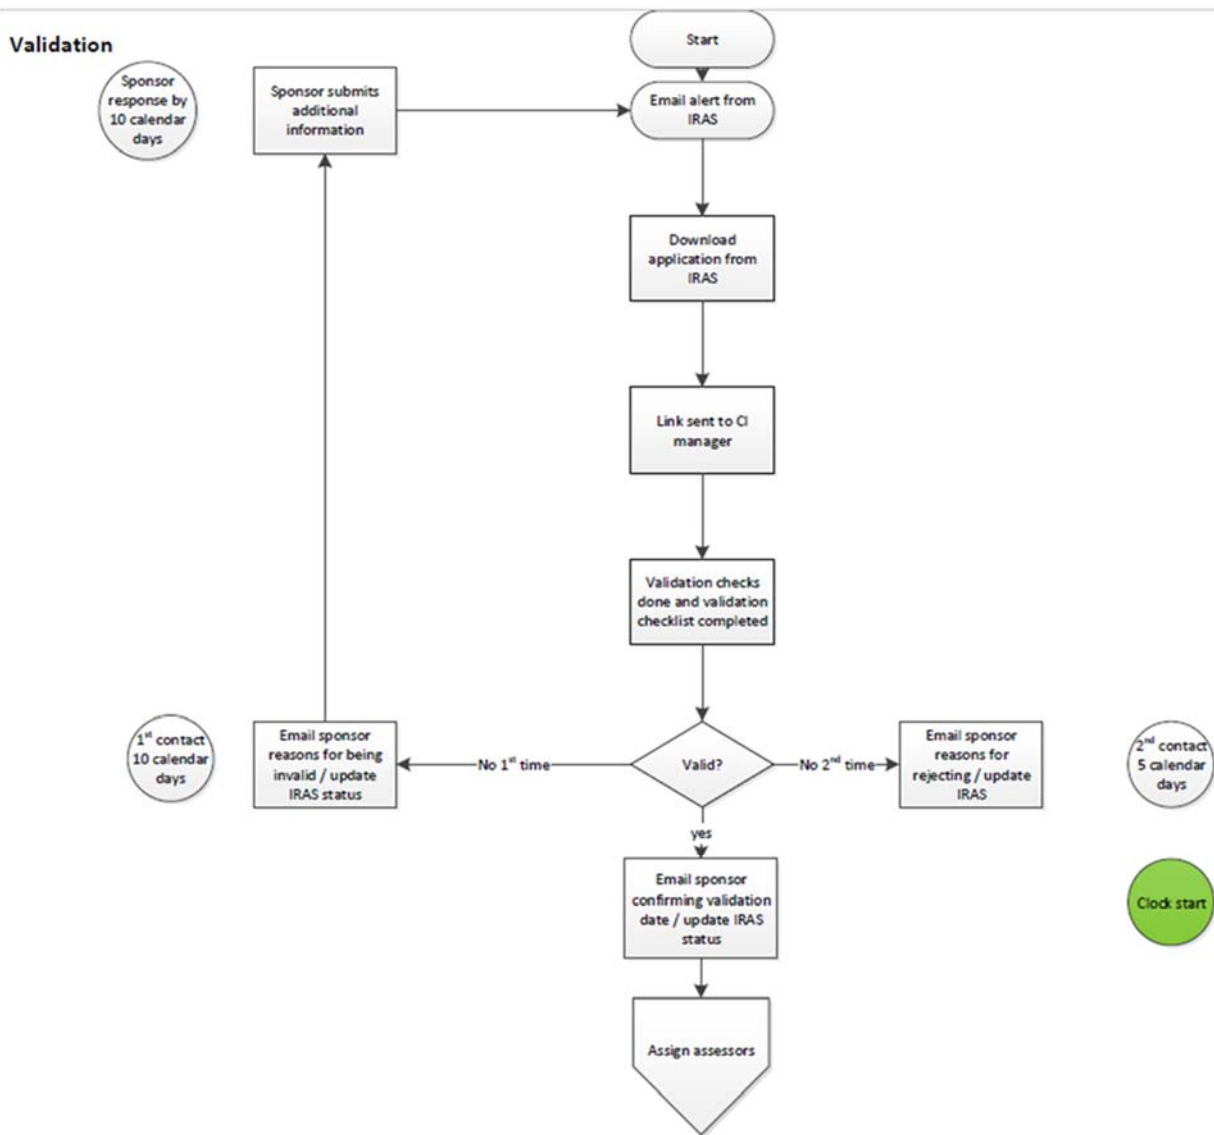 Validation
Start
Sponsor
response by
10 calendar
days
Sponsor submits
additional
information
Email alert from
IRAS
Download
application from
IRAS
Link sent to CI
manager
Validation checks
done and validation
checklist completed
1st contact
10 calendar
days
Email sponsor
reasons for being
invalid / update
IRAS status
No 1st time
Valid?
No 2nd time
Email sponsor
reasons for
rejecting / update
IRAS
2nd contact
5 calendar
days
yes
Email sponsor
confirming validation
date / update IRAS
status
Clock start
Assign assessors